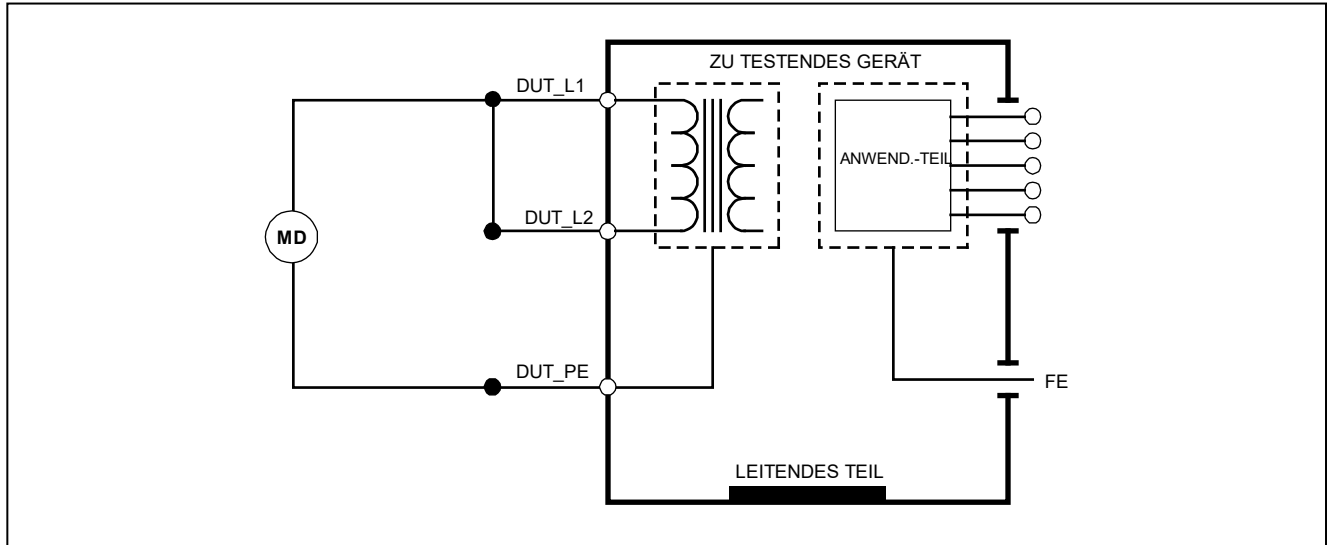 ZU TESTENDES GERÄT
DUT_L1
ANWEND.-TEIL
DUT_L2
MD
DUT_PE
FE
LEITENDES TEIL